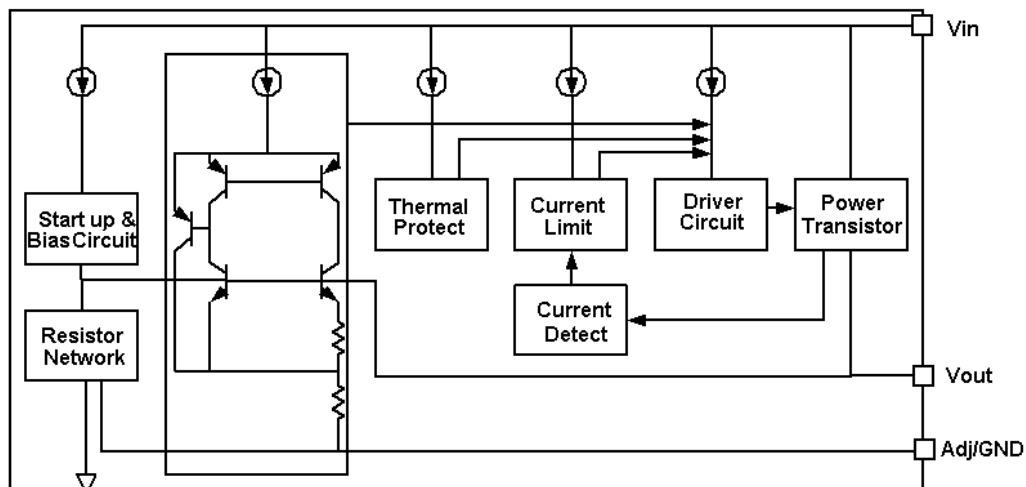 Vin
Start up &
Bias Circuit
Thermal
Protect
Current
Limit
Driver
Circuit
Power
Transistor
Resistor
Network
Current
Detect
Vout
Adj/GND